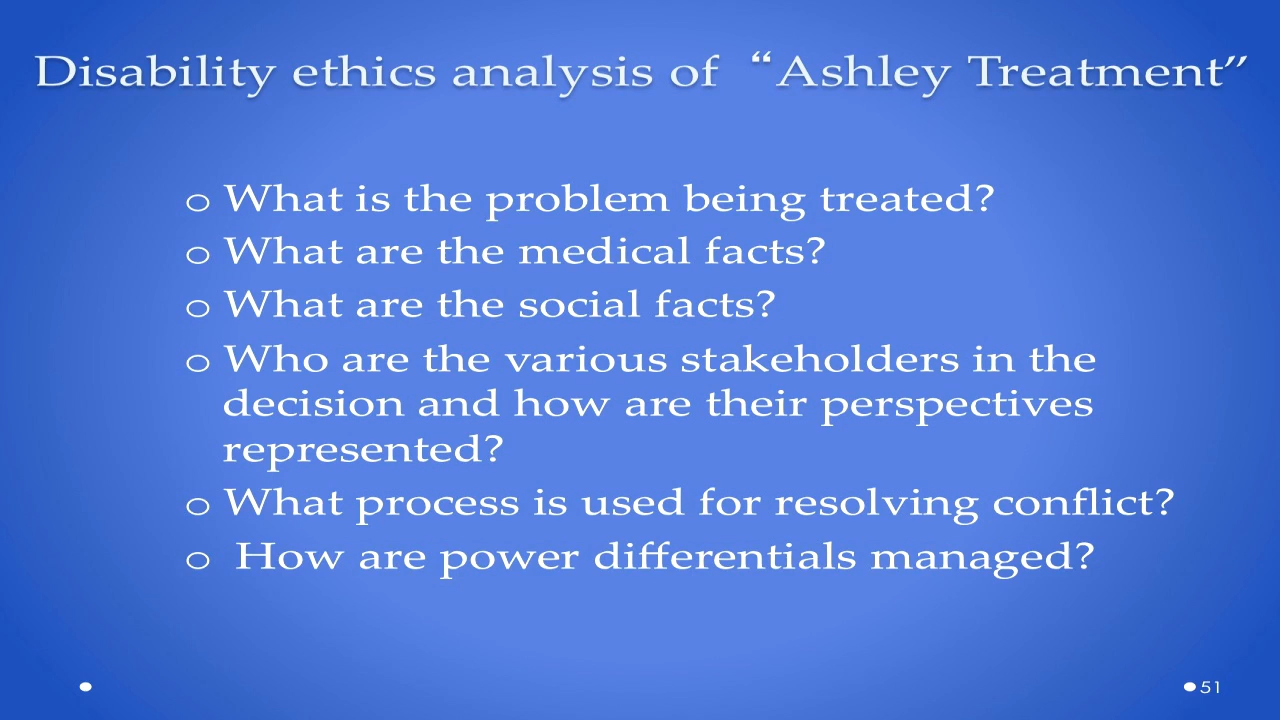 Disability ethics analysis of “Ashley Treatment”
o What is the problem being treated?
o What are the medical facts?
o What are the social facts?
o Who are the various stakeholders in the
decision and how are their perspectives
represented?
o What process is used for resolving conflict?
o How are power differentials managed?
•
• 51